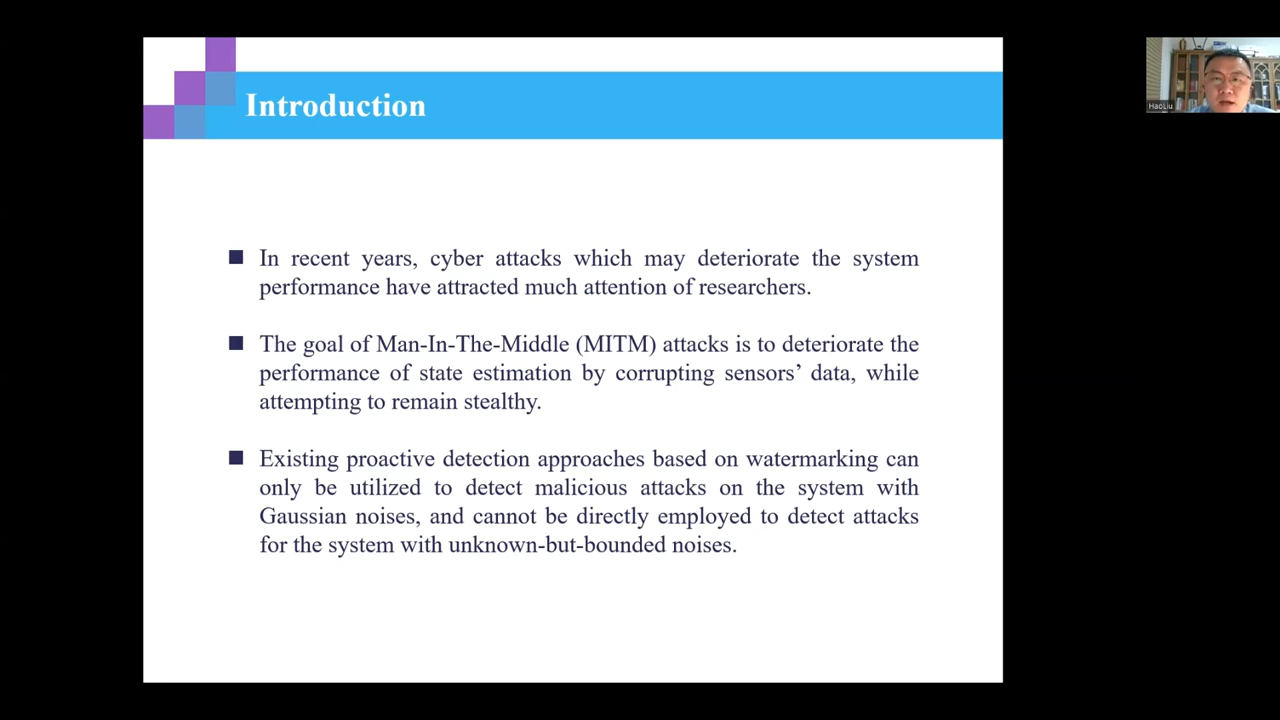 Introduction
HaoLiu
In recent years, cyber attacks which may deteriorate the system
performance have attracted much attention of researchers.
The goal of Man-In-The-Middle (MITM) attacks is to deteriorate the
performance of state estimation by corrupting sensors’ data, while
attempting to remain stealthy.
Existing proactive detection approaches based on watermarking can
only be utilized to detect malicious attacks on the system with
Gaussian noises, and cannot be directly employed to detect attacks
for the system with unknown-but-bounded noises.